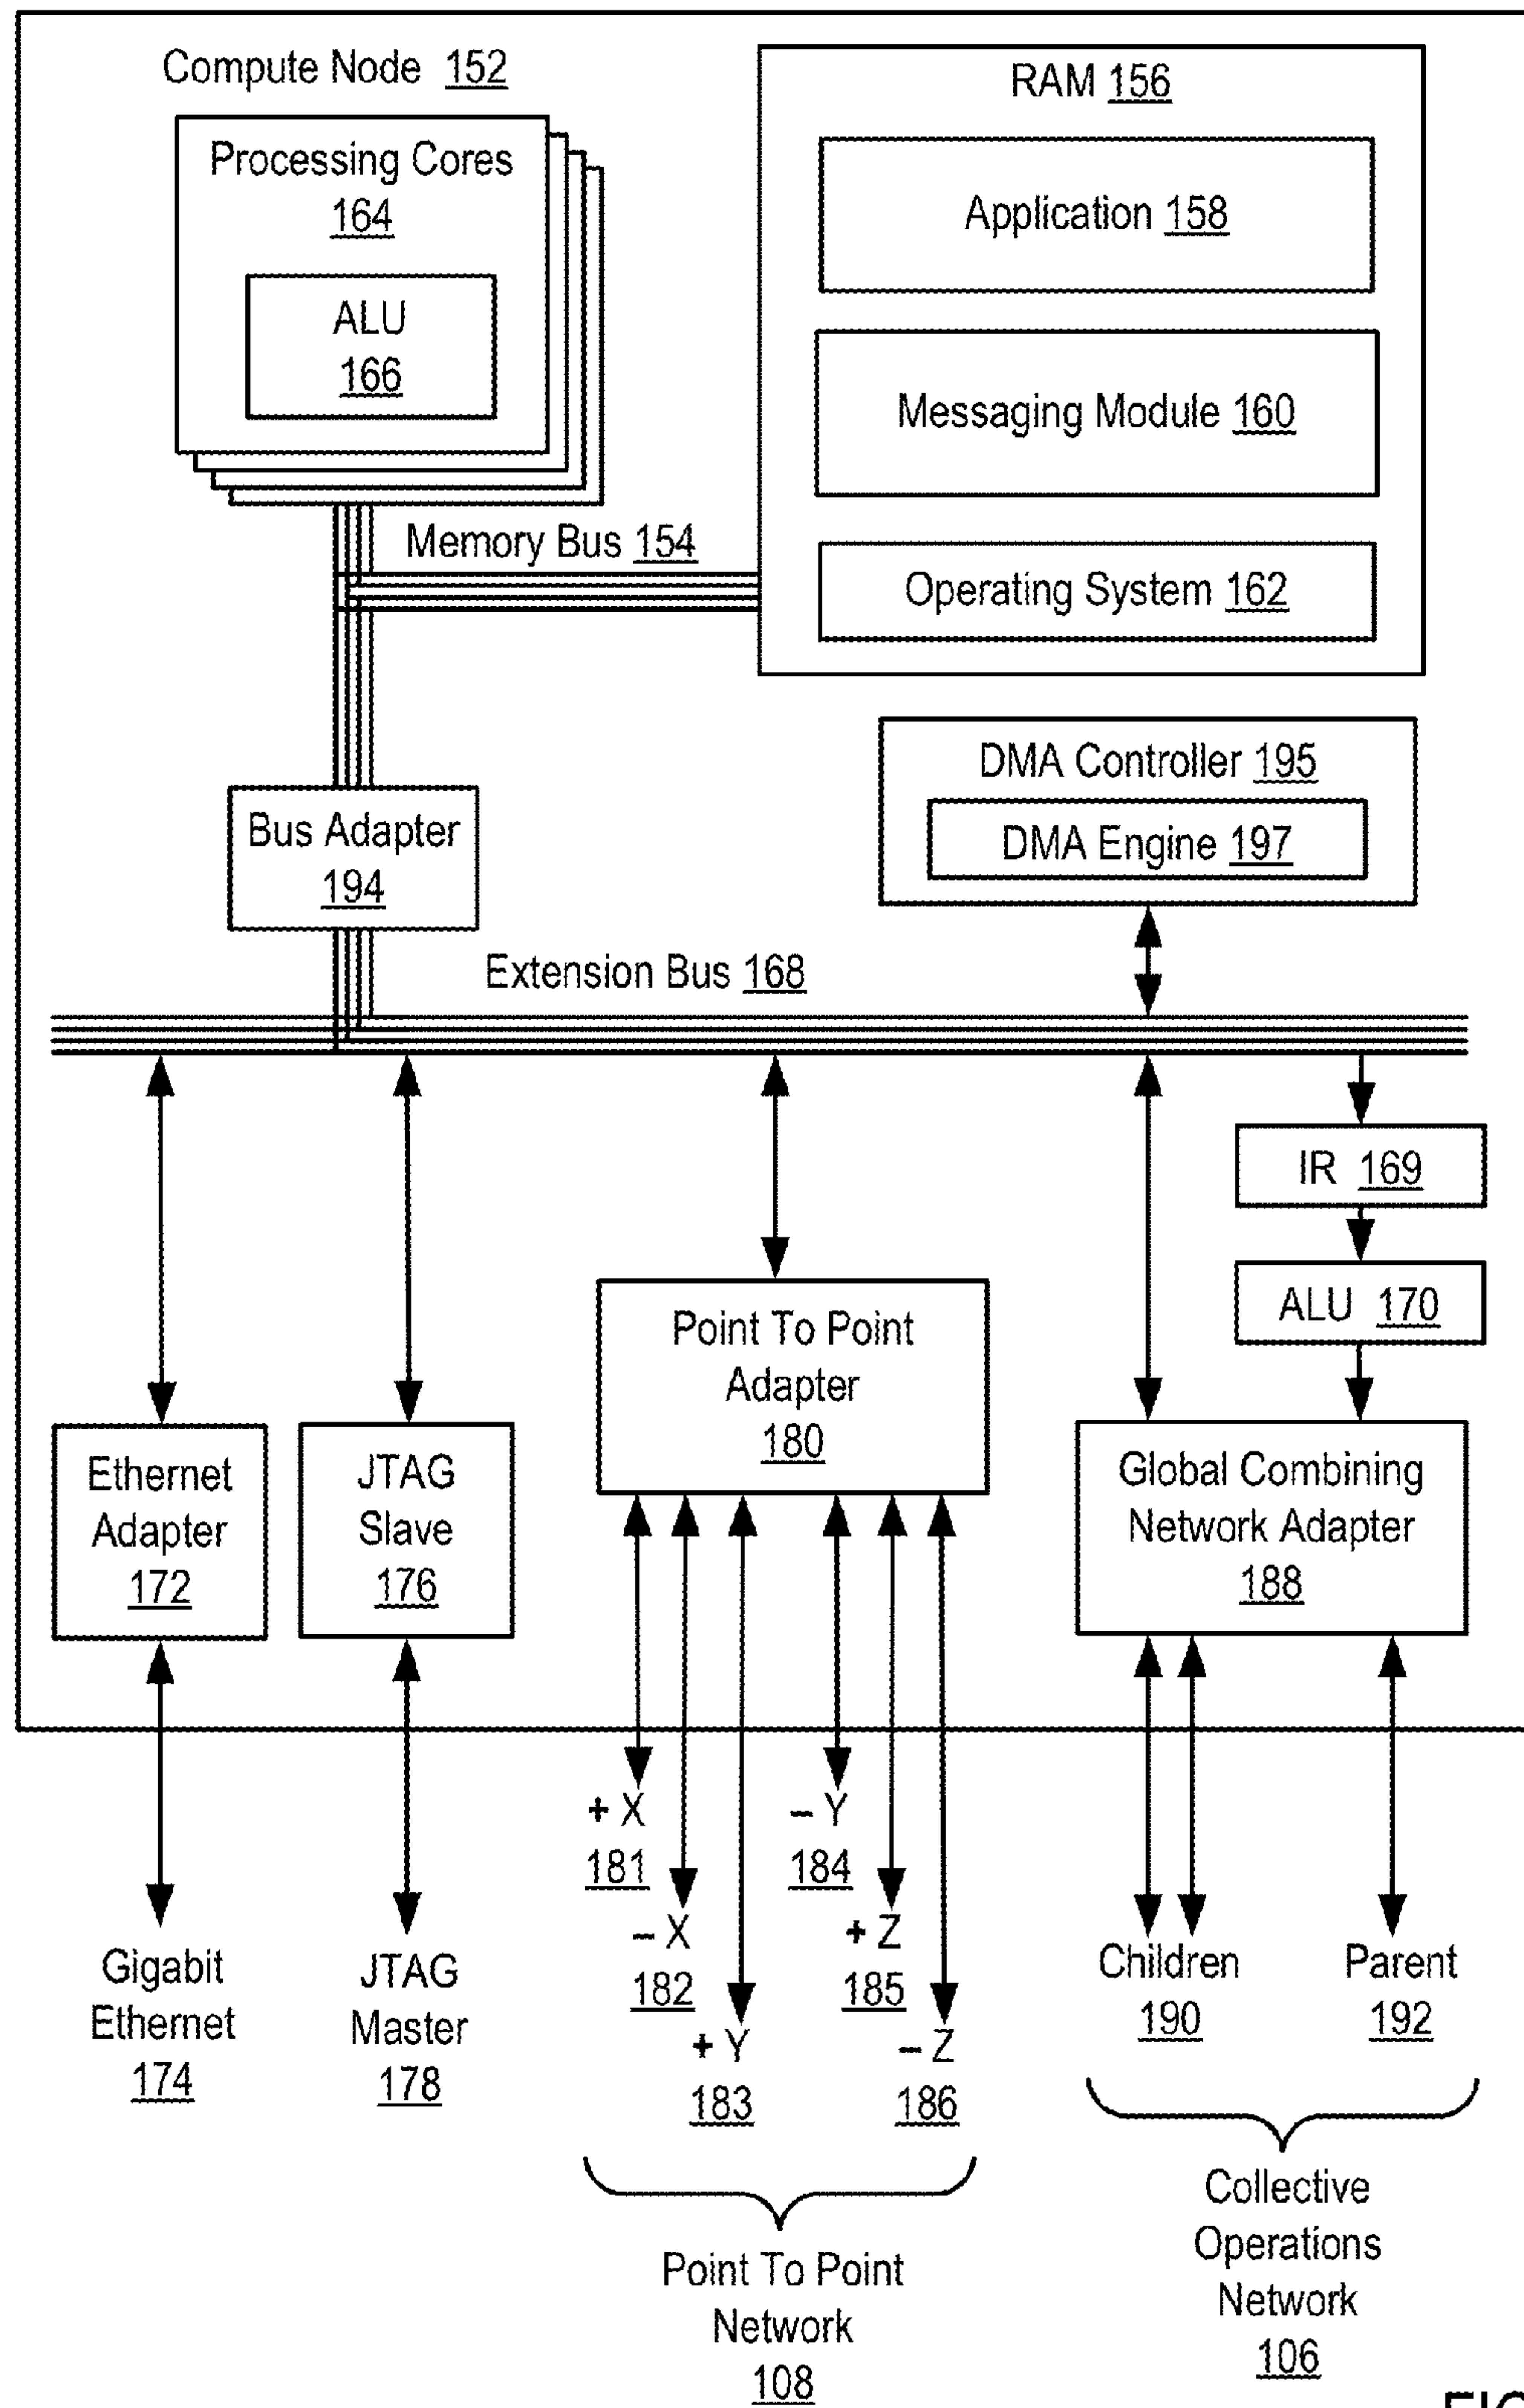 Compute Node 152
Processing Cores
164
ALU
166
RAM 156
Application 158
Messaging Module 160
Operating System 162
Memory Bus 154
DMA Controller 195
DMA Engine 197
Bus Adapter
194
Extension Bus 168
IR 169
ALU 170
Point To Point
Adapter
180
Ethernet
Adapter
172
JTAG
Slave
176
Global Combining
Network Adapter
188
+ X
181
– X
182
+ Y
183
– Y
184
+ Z
185
– Z
186
Gigabit
Ethernet
174
JTAG
Master
178
Children
190
Parent
192
Point To Point
Network
108
Collective
Operations
Network
106